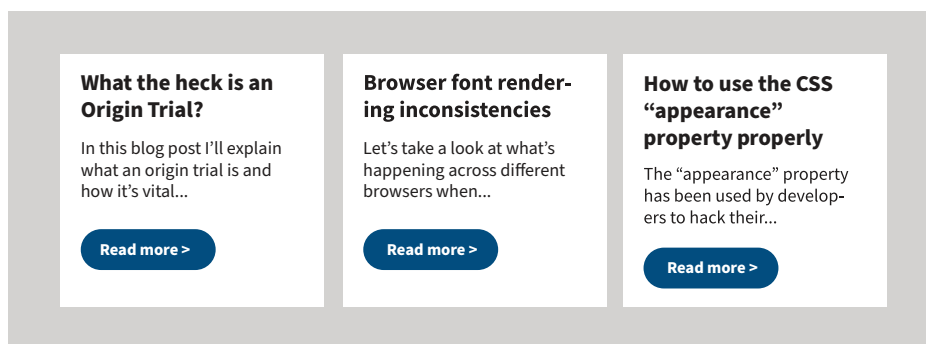 What the heck is an
Origin Trial?
In this blog post I’ll explain
what an origin trial is and
how it’s vital...
Read more >
Browser font render-
ing inconsistencies
Let’s take a look at what’s
happening across different
browsers when...
Read more >
How to use the CSS
“appearance”
property properly
The “appearance” property
has been used by develop-
ers to hack their...
Read more >